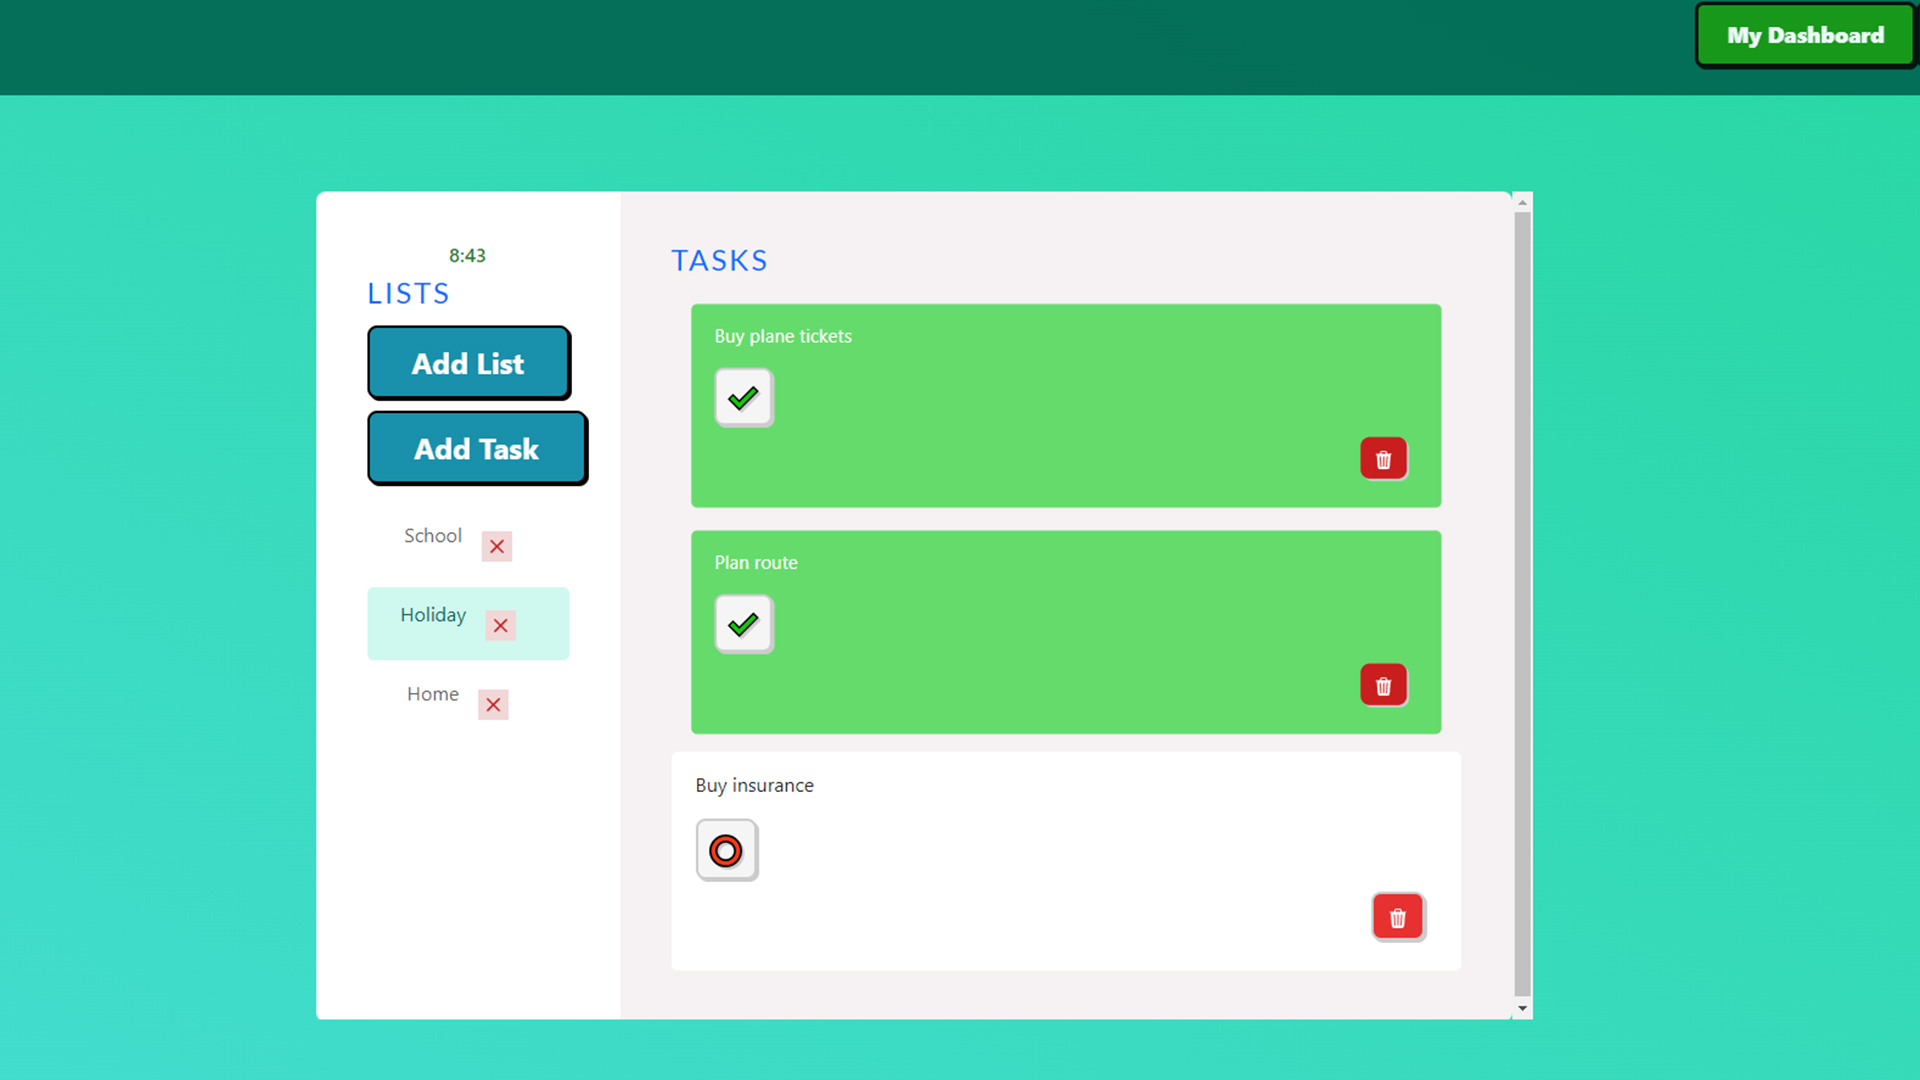 My Dashboard
8:43
LISTS
Add List
Add Task
School
Holiday
Home
TASKS
Buy plane tickets
Plan route
Buy insurance